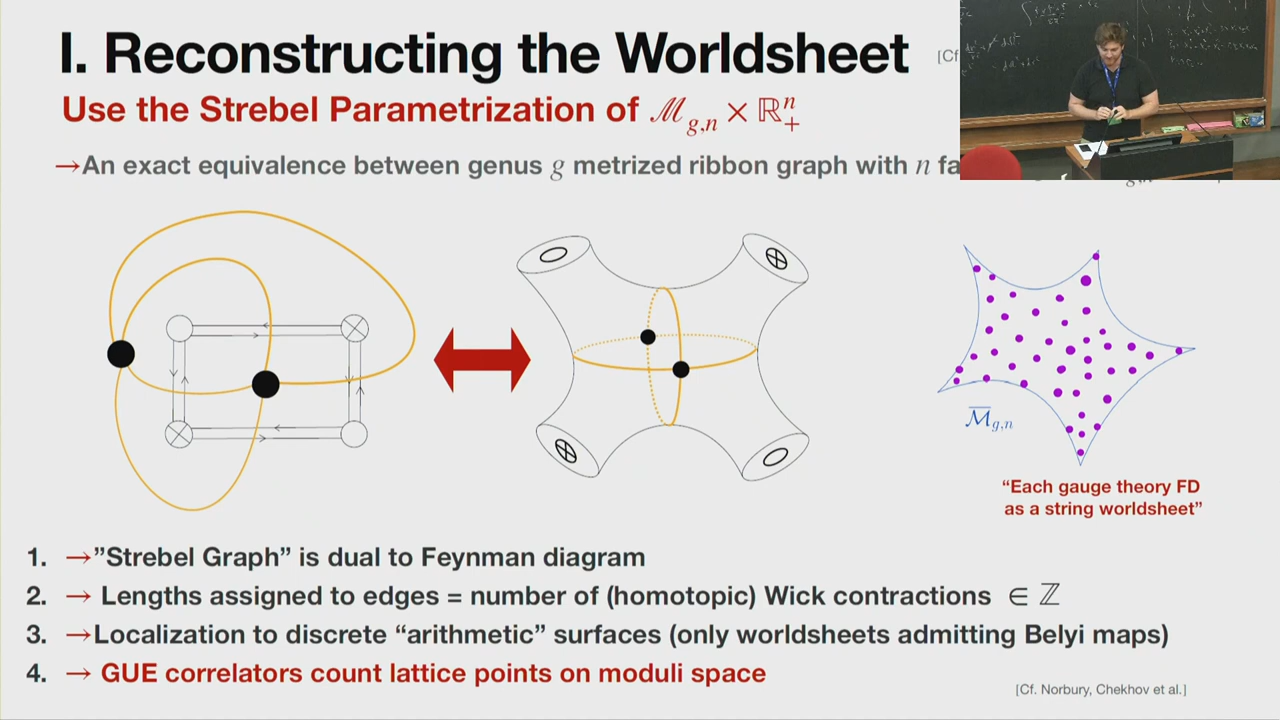 I. Reconstructing the Worldsheet
[Cf
Use the Strebel Parametrization of ℳ_{g,n} × ℝ₊ⁿ
→An exact equivalence between genus g metrized ribbon graph with n fa
ℳ̅_{g,n}
“Each gauge theory FD
as a string worldsheet”
1. →”Strebel Graph” is dual to Feynman diagram
2. → Lengths assigned to edges = number of (homotopic) Wick contractions ∈ ℤ
3. →Localization to discrete “arithmetic” surfaces (only worldsheets admitting Belyi maps)
4. → GUE correlators count lattice points on moduli space
[Cf. Norbury, Chekhov et al.]